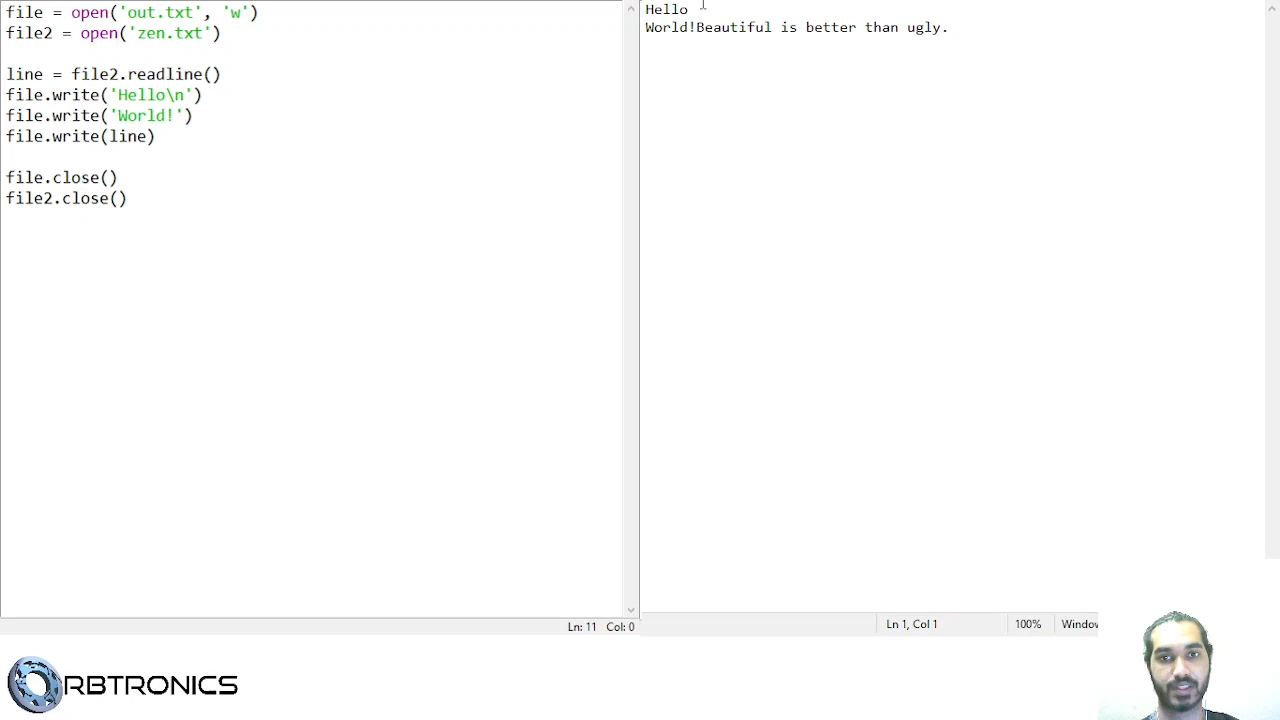 file = open('out.txt', 'w')
file2 = open('zen.txt')
line = file2.readline()
file.write('Hello\n')
file.write('World!')
file.write(line)
file.close()
file2.close()
Ln: 11 Col: 0
Hello
World!Beautiful is better than ugly.
Ln 1, Col 1 100% Window
ORBTRONICS